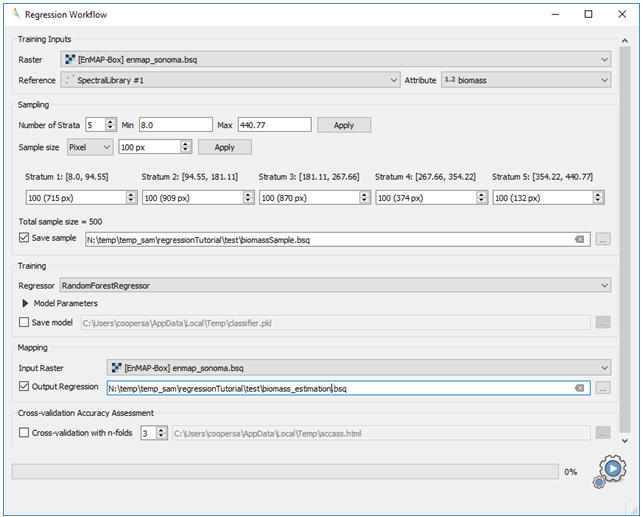 Regression Workflow
Training Inputs
Raster [EnMAP-Box] enmap_sonoma.bsq
Reference SpectralLibrary #1 Attribute 1.2 biomass
Sampling
Number of Strata 5 Min 8.0 Max 440.77 Apply
Sample size Pixel 100 px Apply
Stratum 1: [8.0, 94.55] Stratum 2: [94.55, 181.11] Stratum 3: [181.11, 267.66] Stratum 4: [267.66, 354.22] Stratum 5: [354.22, 440.77]
100 (715 px) 100 (909 px) 100 (870 px) 100 (374 px) 100 (132 px)
Total sample size = 500
Save sample N:\temp\temp_sam\regressionTutorial\test\biomassSample.bsq ...
Training
Regressor RandomForestRegressor
Model Parameters
Save model C:\Users\coopersa\AppData\Local\Temp\classifier.pkl ...
Mapping
Input Raster [EnMAP-Box] enmap_sonoma.bsq
Output Regression N:\temp\temp_sam\regressionTutorial\test\biomass_estimation.bsq ...
Cross-validation Accuracy Assessment
Cross-validation with n-folds 3 C:\Users\coopersa\AppData\Local\Temp\accass.html ...
0%